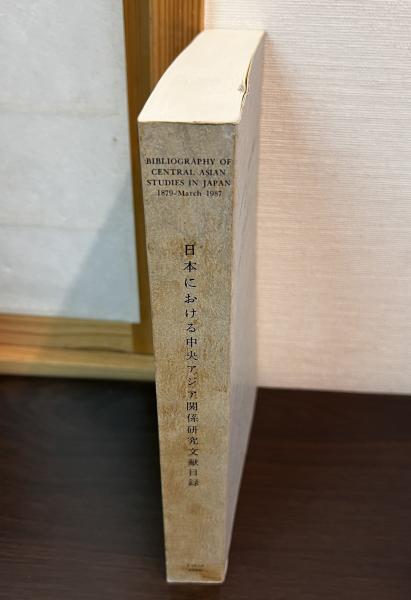 BIBLIOGRAPHY OF
CENTRAL ASIAN
STUDIES IN JAPAN
1879-March 1987
日本における中央アジア関係研究文献目録